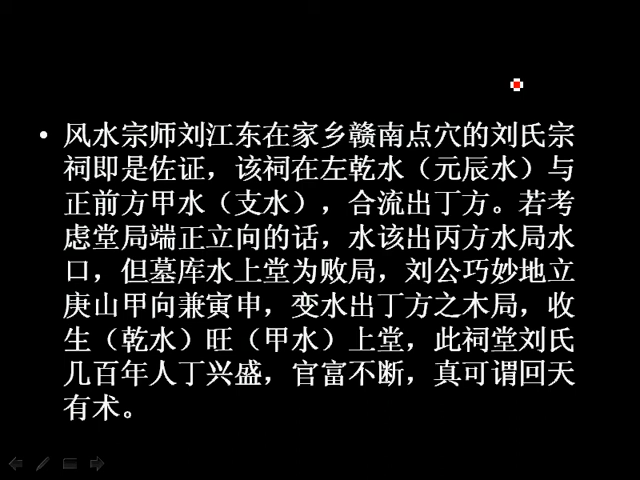 • 风水宗师刘江东在家乡赣南点穴的刘氏宗
祠即是佐证，该祠在左乾水（元辰水）与
正前方甲水（支水），合流出丁方。若考
虑堂局端正立向的话，水该出丙方水局水
口，但墓库水上堂为败局，刘公巧妙地立
庚山甲向兼寅申，变水出丁方之木局，收
生（乾水）旺（甲水）上堂，此祠堂刘氏
几百年人丁兴盛，官富不断，真可谓回天
有术。